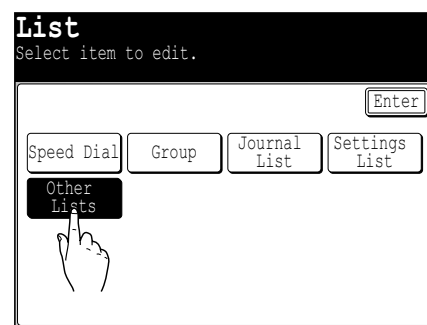 List
Select item to edit.
Enter
Speed Dial
Group
Journal
List
Settings
List
Other
Lists